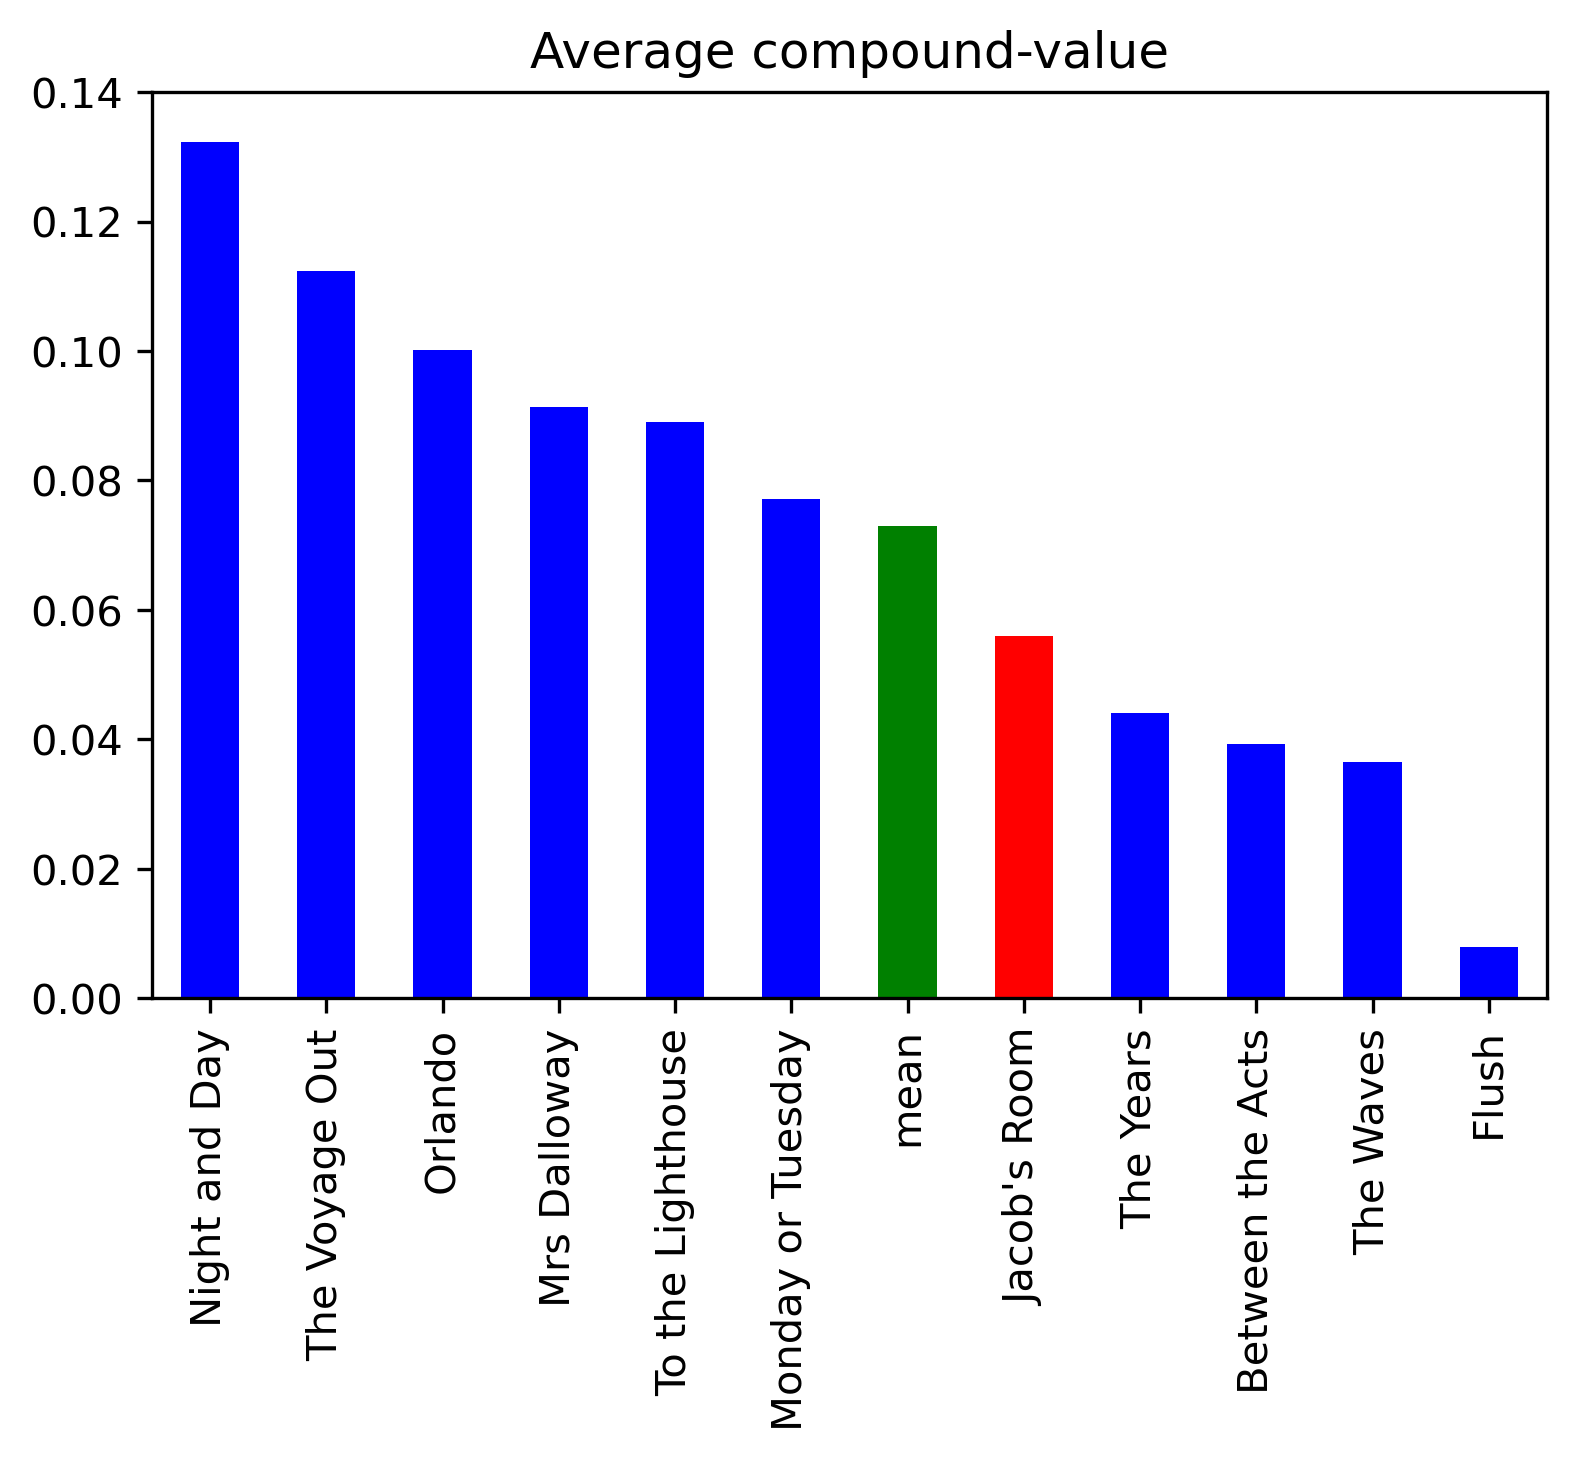 Average compound-value
0.14
0.12
0.10
0.08
0.06
0.04
0.02
0.00
Night and Day
The Voyage Out
Orlando
Mrs Dalloway
To the Lighthouse
Monday or Tuesday
mean
Jacob's Room
The Years
Between the Acts
The Waves
Flush